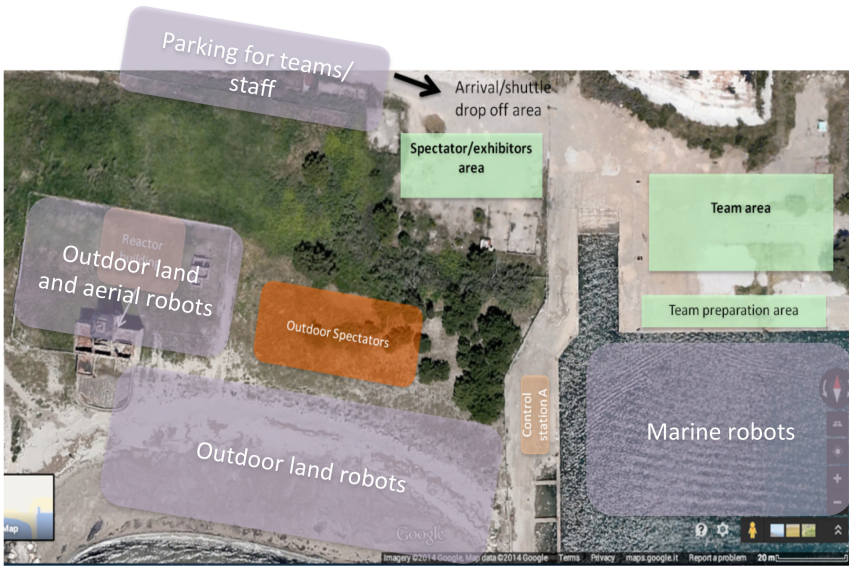 Parking for teams/
staff
Arrival/shuttle
drop off area
Spectator/exhibitors
area
Team area
Reactor
Outdoor land
and aerial robots
Outdoor Spectators
Team preparation area
Control
station A
Marine robots
Outdoor land robots
Map
Google
Imagery ©2014 Google, Map data ©2014 Google Terms Privacy maps.google.it Report a problem 20 m